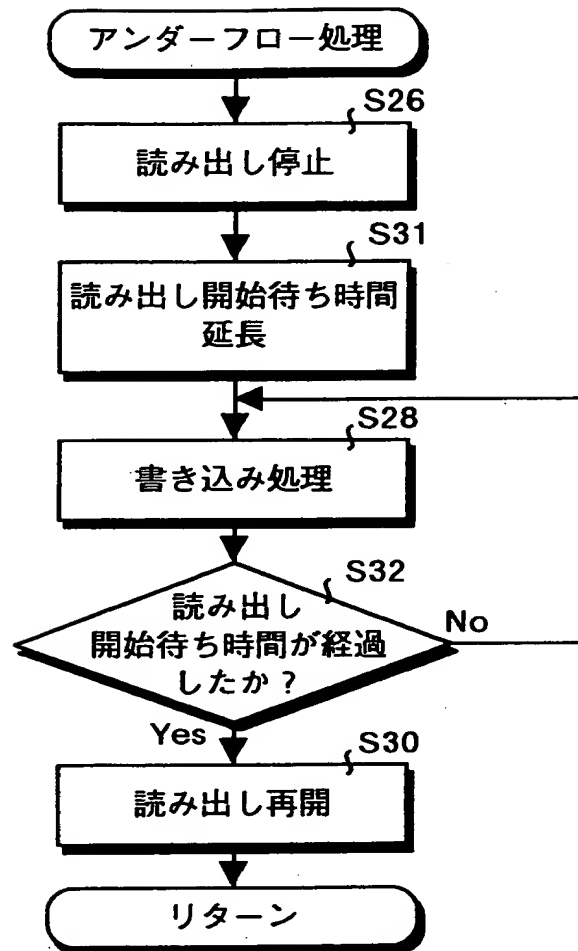 アンダーフロー処理
S26
読み出し停止
S31
読み出し開始待ち時間
延長
S28
書き込み処理
S32
読み出し
開始待ち時間が経過
したか？
No
Yes
S30
読み出し再開
リターン